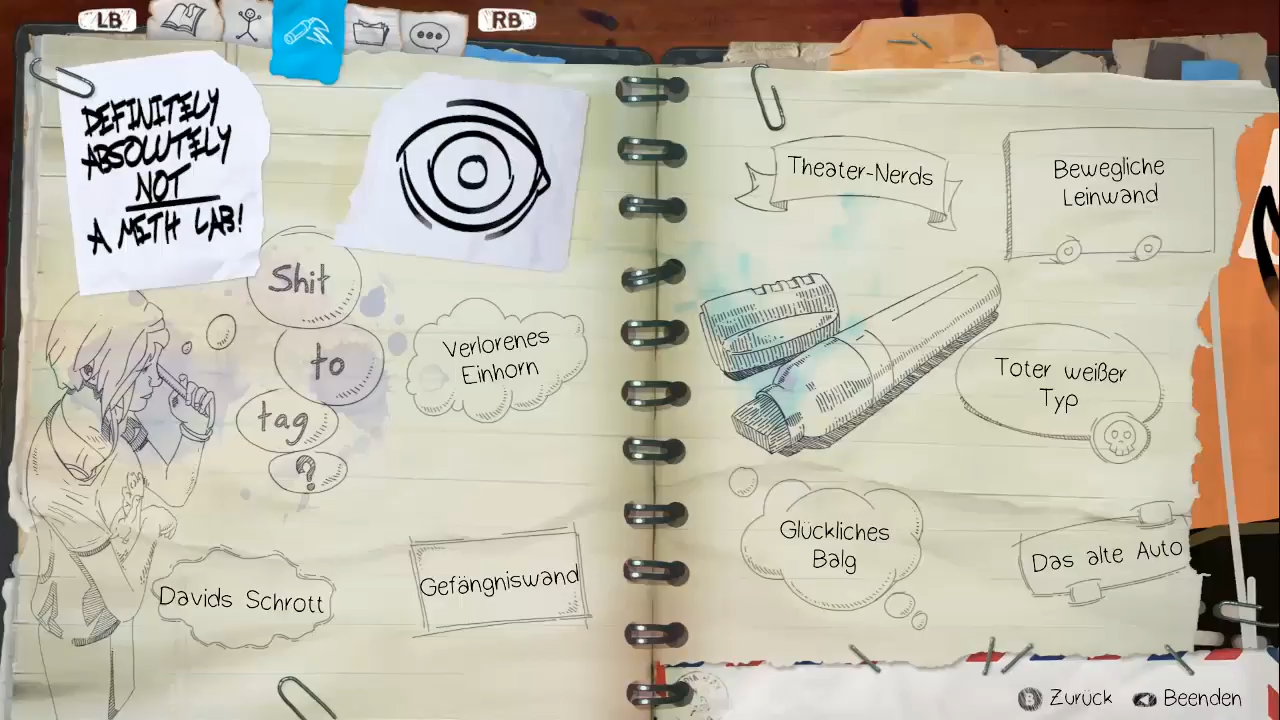 LB
RB
DEFINITELY
ABSOLUTELY
NOT
A METH LAB!
Shit
to
tag
?
Verlorenes
Einhorn
Davids Schrott
Gefängniswand
Theater-Nerds
Bewegliche
Leinwand
Toter weißer
Typ
Glückliches
Balg
Das alte Auto
B Zurück
Beenden